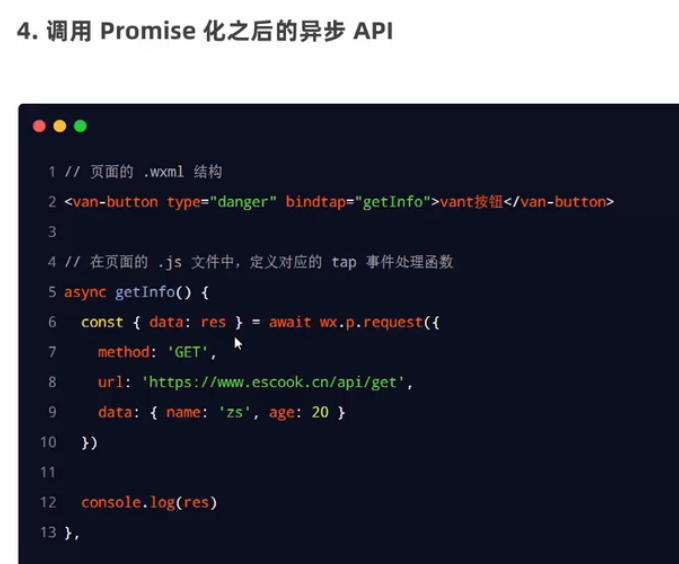 4. 调用 Promise 化之后的异步 API
1 // 页面的 .wxml 结构
2 <van-button type="danger" bindtap="getInfo">vant按钮</van-button>
3
4 // 在页面的 .js 文件中，定义对应的 tap 事件处理函数
5 async getInfo() {
6 const { data: res } = await wx.p.request({
7 method: 'GET',
8 url: 'https://www.escook.cn/api/get',
9 data: { name: 'zs', age: 20 }
10 })
11
12 console.log(res)
13 },